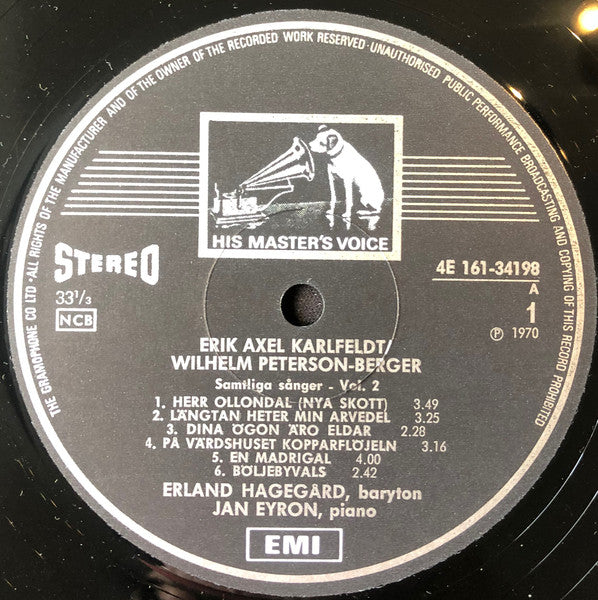 THE GRAMOPHONE CO LTD · ALL RIGHTS OF THE MANUFACTURER AND OF THE OWNER OF THE RECORDED WORK RESERVED · UNAUTHORISED PUBLIC PERFORMANCE BROADCASTING AND COPYING OF THIS RECORD PROHIBITED
HIS MASTER'S VOICE
STEREO
33 1/3
NCB
4E 161-34198
A
1
℗ 1970
ERIK AXEL KARLFELDT/
WILHELM PETERSON-BERGER
Samtliga sånger - Vol. 2
1. HERR OLLONDAL (NYA SKOTT) 3.49
2. LÄNGTAN HETER MIN ARVEDEL 3.25
3. DINA ÖGON ÄRO ELDAR 2.28
4. PÅ VÄRDSHUSET KOPPARFLÖJELN 3.16
5. EN MADRIGAL 4.00
6. BÖLJEBYVALS 2.42
ERLAND HAGEGÅRD, baryton
JAN EYRON, piano
EMI